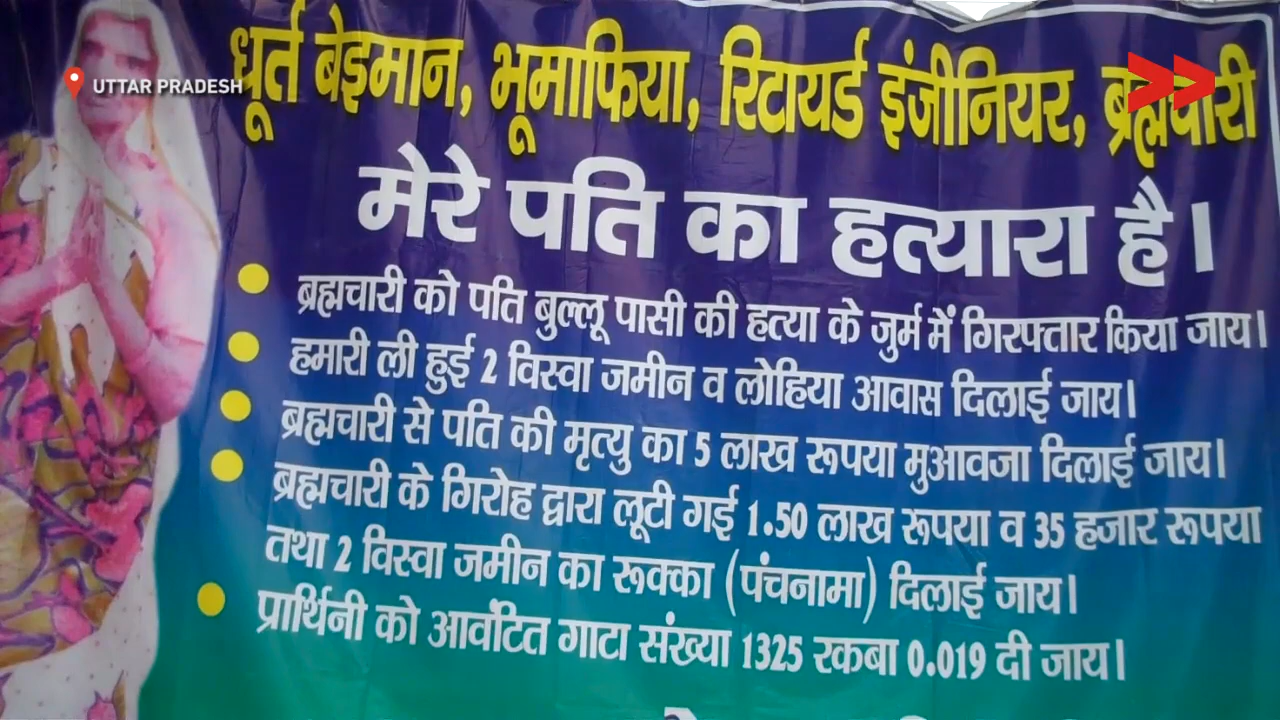 UTTAR PRADESH
धूर्त बेइमान, भूमाफिया, रिटायर्ड इंजीनियर, ब्रह्मचारी
मेरे पति का हत्यारा है।
ब्रह्मचारी को पति बुल्लू पासी की हत्या के जुर्म में गिरफ्तार किया जाय।
हमारी ली हुई 2 विस्वा जमीन व लोहिया आवास दिलाई जाय।
ब्रह्मचारी से पति की मृत्यु का 5 लाख रूपया मुआवजा दिलाई जाय।
ब्रह्मचारी के गिरोह द्वारा लूटी गई 1.50 लाख रूपया व 35 हजार रूपया
तथा 2 विस्वा जमीन का रूक्का (पंचनामा) दिलाई जाय।
प्रार्थिनी को आवंटित गाटा संख्या 1325 रकबा 0.019 दी जाय।